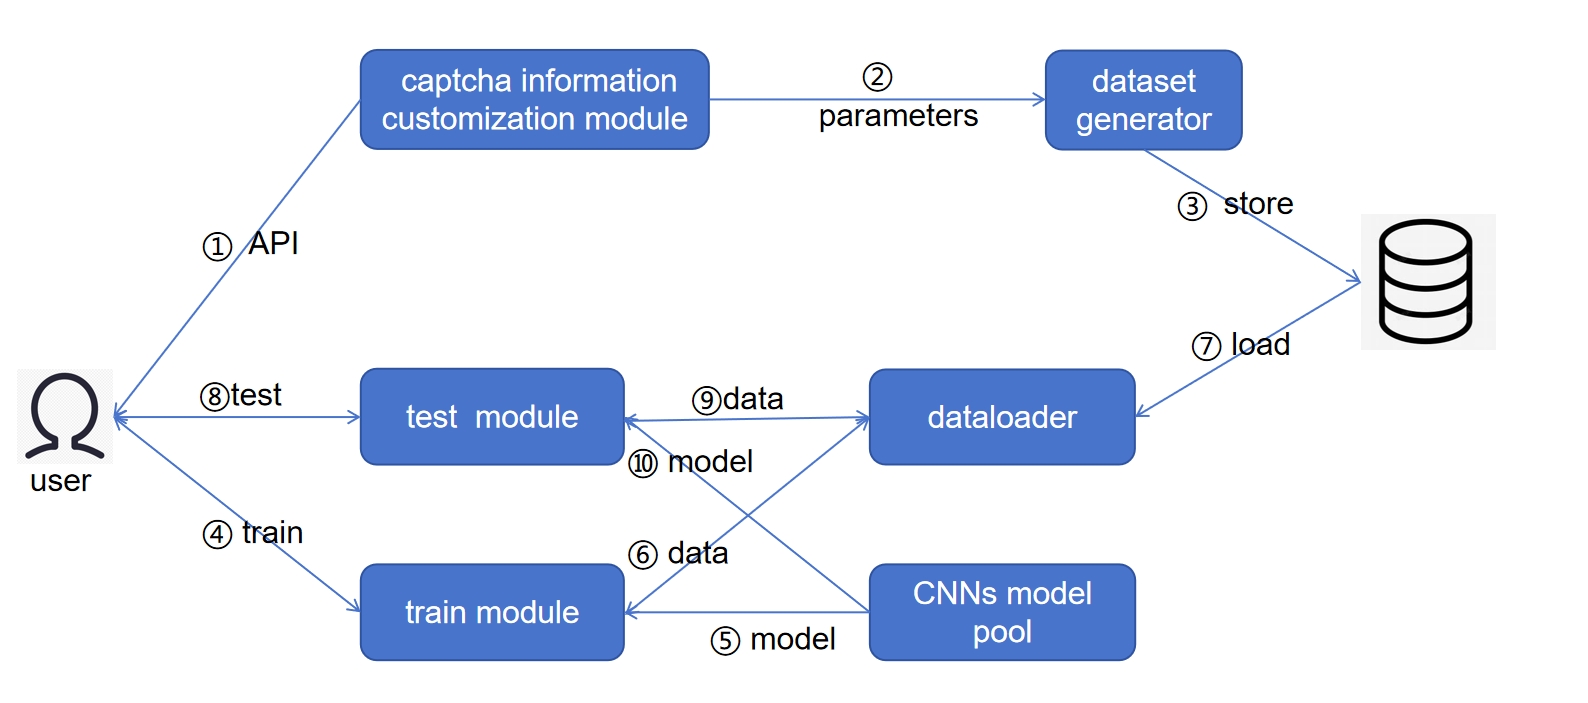 captcha information
customization module
②
parameters
dataset
generator
③ store
① API
⑦ load
⑧test
test  module
⑨data
dataloader
user
⑩ model
④ train
⑥ data
train module
CNNs model
pool
⑤ model